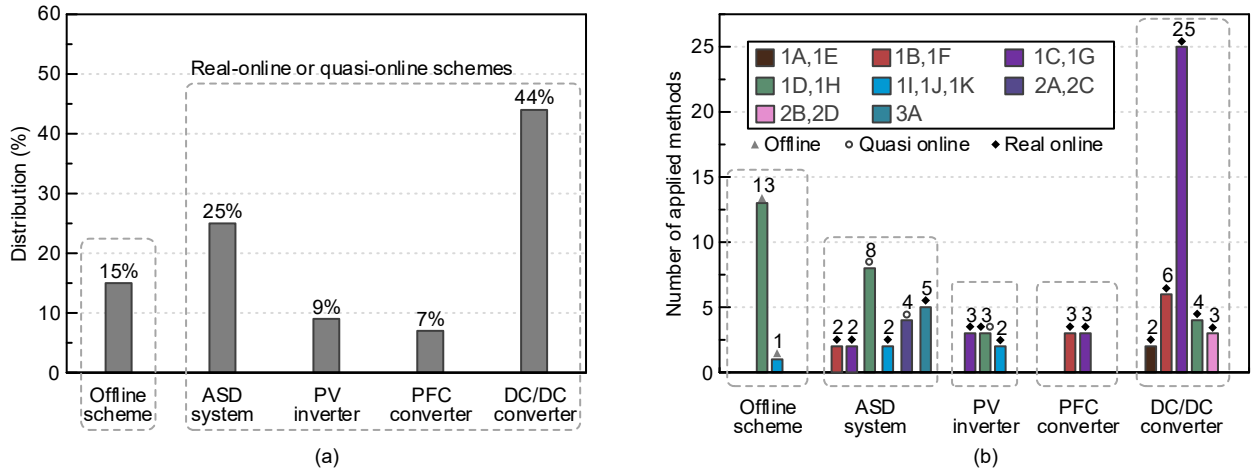 60
50
40
30
20
10
0
Distribution (%)
Real-online or quasi-online schemes
15%
25%
9%
7%
44%
Offline
scheme
ASD
system
PV
inverter
PFC
converter
DC/DC
converter
(a)
25
20
15
10
5
0
Number of applied methods
1A,1E
1B,1F
1C,1G
1D,1H
1I,1J,1K
2A,2C
2B,2D
3A
Offline
Quasi online
Real online
13
1
2
2
8
2
4
5
3
3
2
3
3
2
6
25
4
3
Offline
scheme
ASD
system
PV
inverter
PFC
converter
DC/DC
converter
(b)